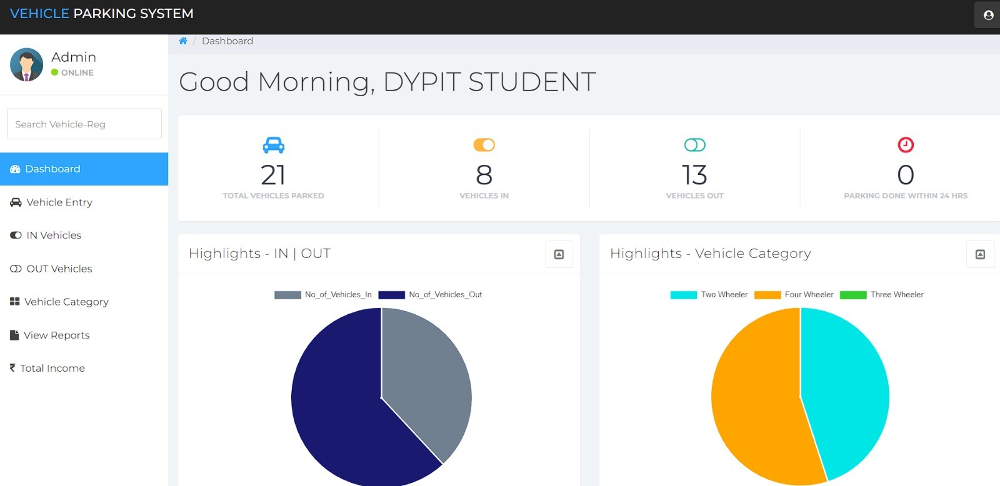 VEHICLE PARKING SYSTEM
Admin
ONLINE
Search Vehicle-Reg
Dashboard
Vehicle Entry
IN Vehicles
OUT Vehicles
Vehicle Category
View Reports
₹ Total Income
/ Dashboard
Good Morning, DYPIT STUDENT
21
TOTAL VEHICLES PARKED
8
VEHICLES IN
13
VEHICLES OUT
0
PARKING DONE WITHIN 24 HRS
Highlights - IN | OUT
No_of_Vehicles_In No_of_Vehicles_Out
Highlights - Vehicle Category
Two Wheeler Four Wheeler Three Wheeler